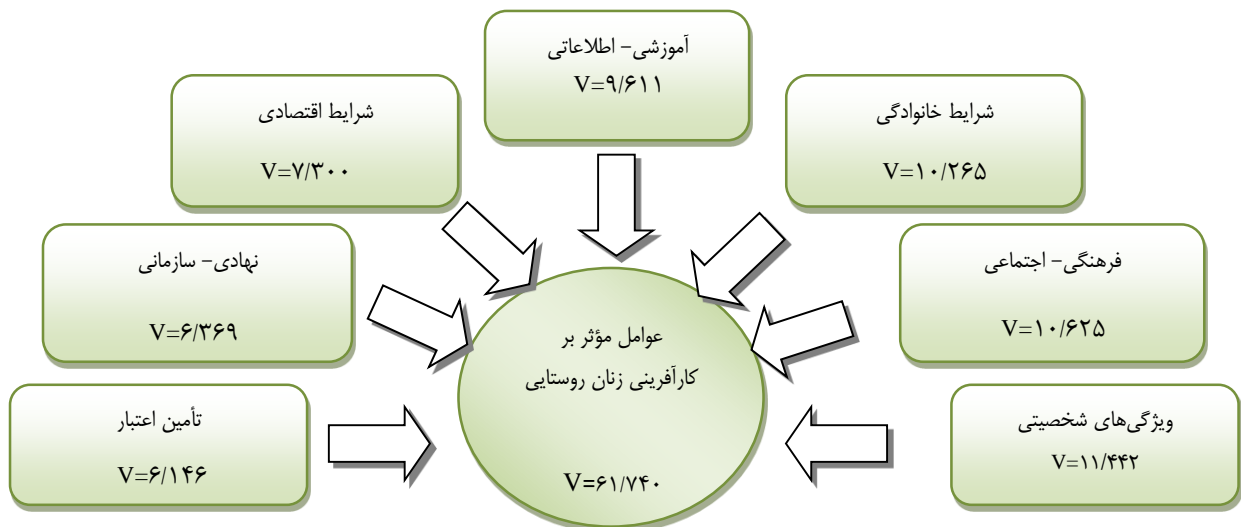 آموزشی- اطلاعاتی
V=۹/۶۱۱
شرایط خانوادگی
V=۱۰/۲۶۵
شرایط اقتصادی
V=۷/۳۰۰
فرهنگی- اجتماعی
V=۱۰/۶۲۵
نهادی- سازمانی
V=۶/۳۶۹
ویژگی‌های شخصیتی
V=۱۱/۴۴۲
تأمین اعتبار
V=۶/۱۴۶
عوامل مؤثر بر
کارآفرینی زنان روستایی
V=۶۱/۷۴۰